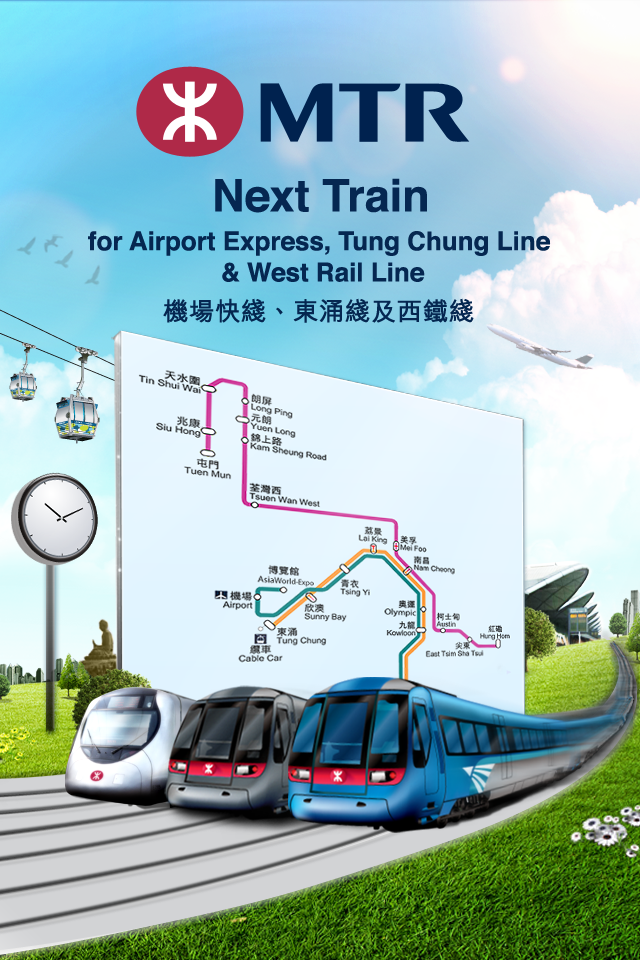 MTR
Next Train
for Airport Express, Tung Chung Line
& West Rail Line
機場快綫、東涌綫及西鐵綫
天水圍
Tin Shui Wai
朗屏
Long Ping
元朗
Yuen Long
兆康
Siu Hong
錦上路
Kam Sheung Road
屯門
Tuen Mun
荃灣西
Tsuen Wan West
荔景
Lai King
美孚
Mei Foo
南昌
Nam Cheong
博覽館
AsiaWorld-Expo
青衣
Tsing Yi
機場
Airport
欣澳
Sunny Bay
奧運
Olympic
柯士甸
Austin
紅磡
Hung Hom
東涌
Tung Chung
九龍
Kowloon
尖東
East Tsim Sha Tsui
纜車
Cable Car